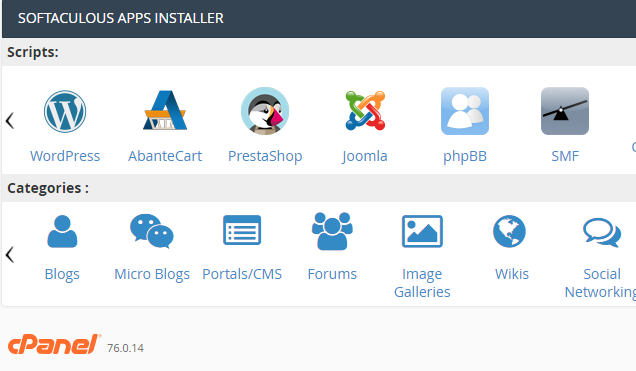 SOFTACULOUS APPS INSTALLER
Scripts:
WordPress AbanteCart PrestaShop Joomla phpBB SMF
Categories :
Blogs Micro Blogs Portals/CMS Forums Image Wikis Social
Galleries Networking
cPanel 76.0.14